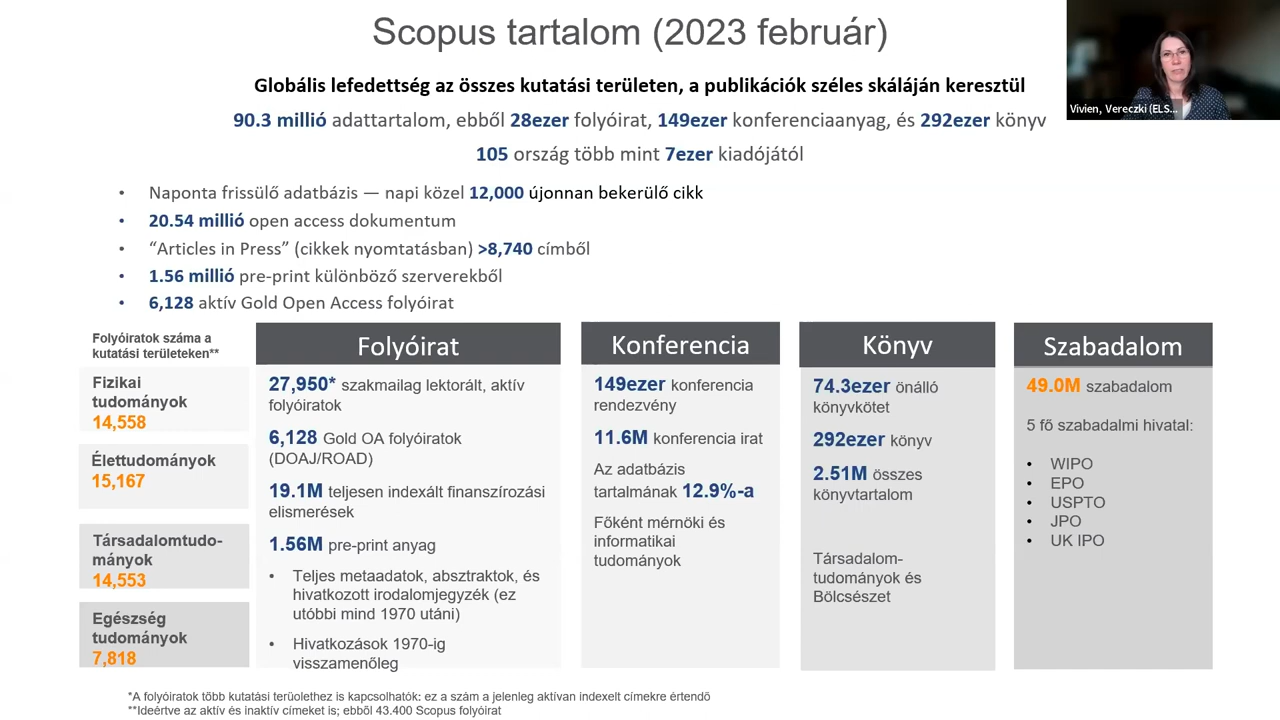 Scopus tartalom (2023 február)
Vivien, Vereczki (ELS...
Globális lefedettség az összes kutatási területen, a publikációk széles skáláján keresztül
90.3 millió adattartalom, ebből 28ezer folyóirat, 149ezer konferenciaanyag, és 292ezer könyv
105 ország több mint 7ezer kiadójától
• Naponta frissülő adatbázis — napi közel 12,000 újonnan bekerülő cikk
• 20.54 millió open access dokumentum
• “Articles in Press” (cikkek nyomtatásban) >8,740 címből
• 1.56 millió pre-print különböző szerverekből
• 6,128 aktív Gold Open Access folyóirat
Folyóiratok száma a
kutatási területeken**
Fizikai
tudományok
14,558
Élettudományok
15,167
Társadalomtudo-
mányok
14,553
Egészség
tudományok
7,818
Folyóirat
27,950* szakmailag lektorált, aktív
folyóiratok
6,128 Gold OA folyóiratok
(DOAJ/ROAD)
19.1M teljesen indexált finanszírozási
elismerések
1.56M pre-print anyag
• Teljes metaadatok, absztraktok, és
hivatkozott irodalomjegyzék (ez
utóbbi mind 1970 utáni)
• Hivatkozások 1970-ig
visszamenőleg
Konferencia
149ezer konferencia
rendezvény
11.6M konferencia irat
Az adatbázis
tartalmának 12.9%-a
Főként mérnöki és
informatikai
tudományok
Könyv
74.3ezer önálló
könyvkötet
292ezer könyv
2.51M összes
könyvtartalom
Társadalom-
tudományok és
Bölcsészet
Szabadalom
49.0M szabadalom
5 fő szabadalmi hivatal:
• WIPO
• EPO
• USPTO
• JPO
• UK IPO
*A folyóiratok több kutatási terülolethez is kapcsolhatók: ez a szám a jelenleg aktívan indexelt címekre értendő
**Ideértve az aktív és inaktív címeket is; ebből 43.400 Scopus folyóirat